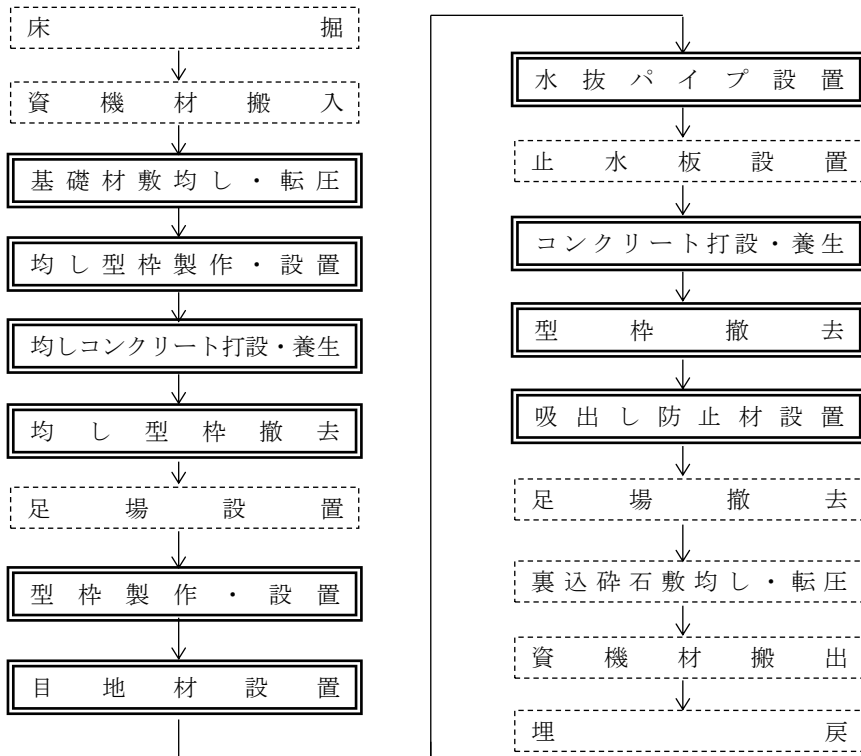 床掘
資機材搬入
基礎材敷均し・転圧
均し型枠製作・設置
均しコンクリート打設・養生
均し型枠撤去
足場設置
型枠製作・設置
目地材設置
水抜パイプ設置
止水板設置
コンクリート打設・養生
型枠撤去
吸出し防止材設置
足場撤去
裏込砕石敷均し・転圧
資機材搬出
埋戻